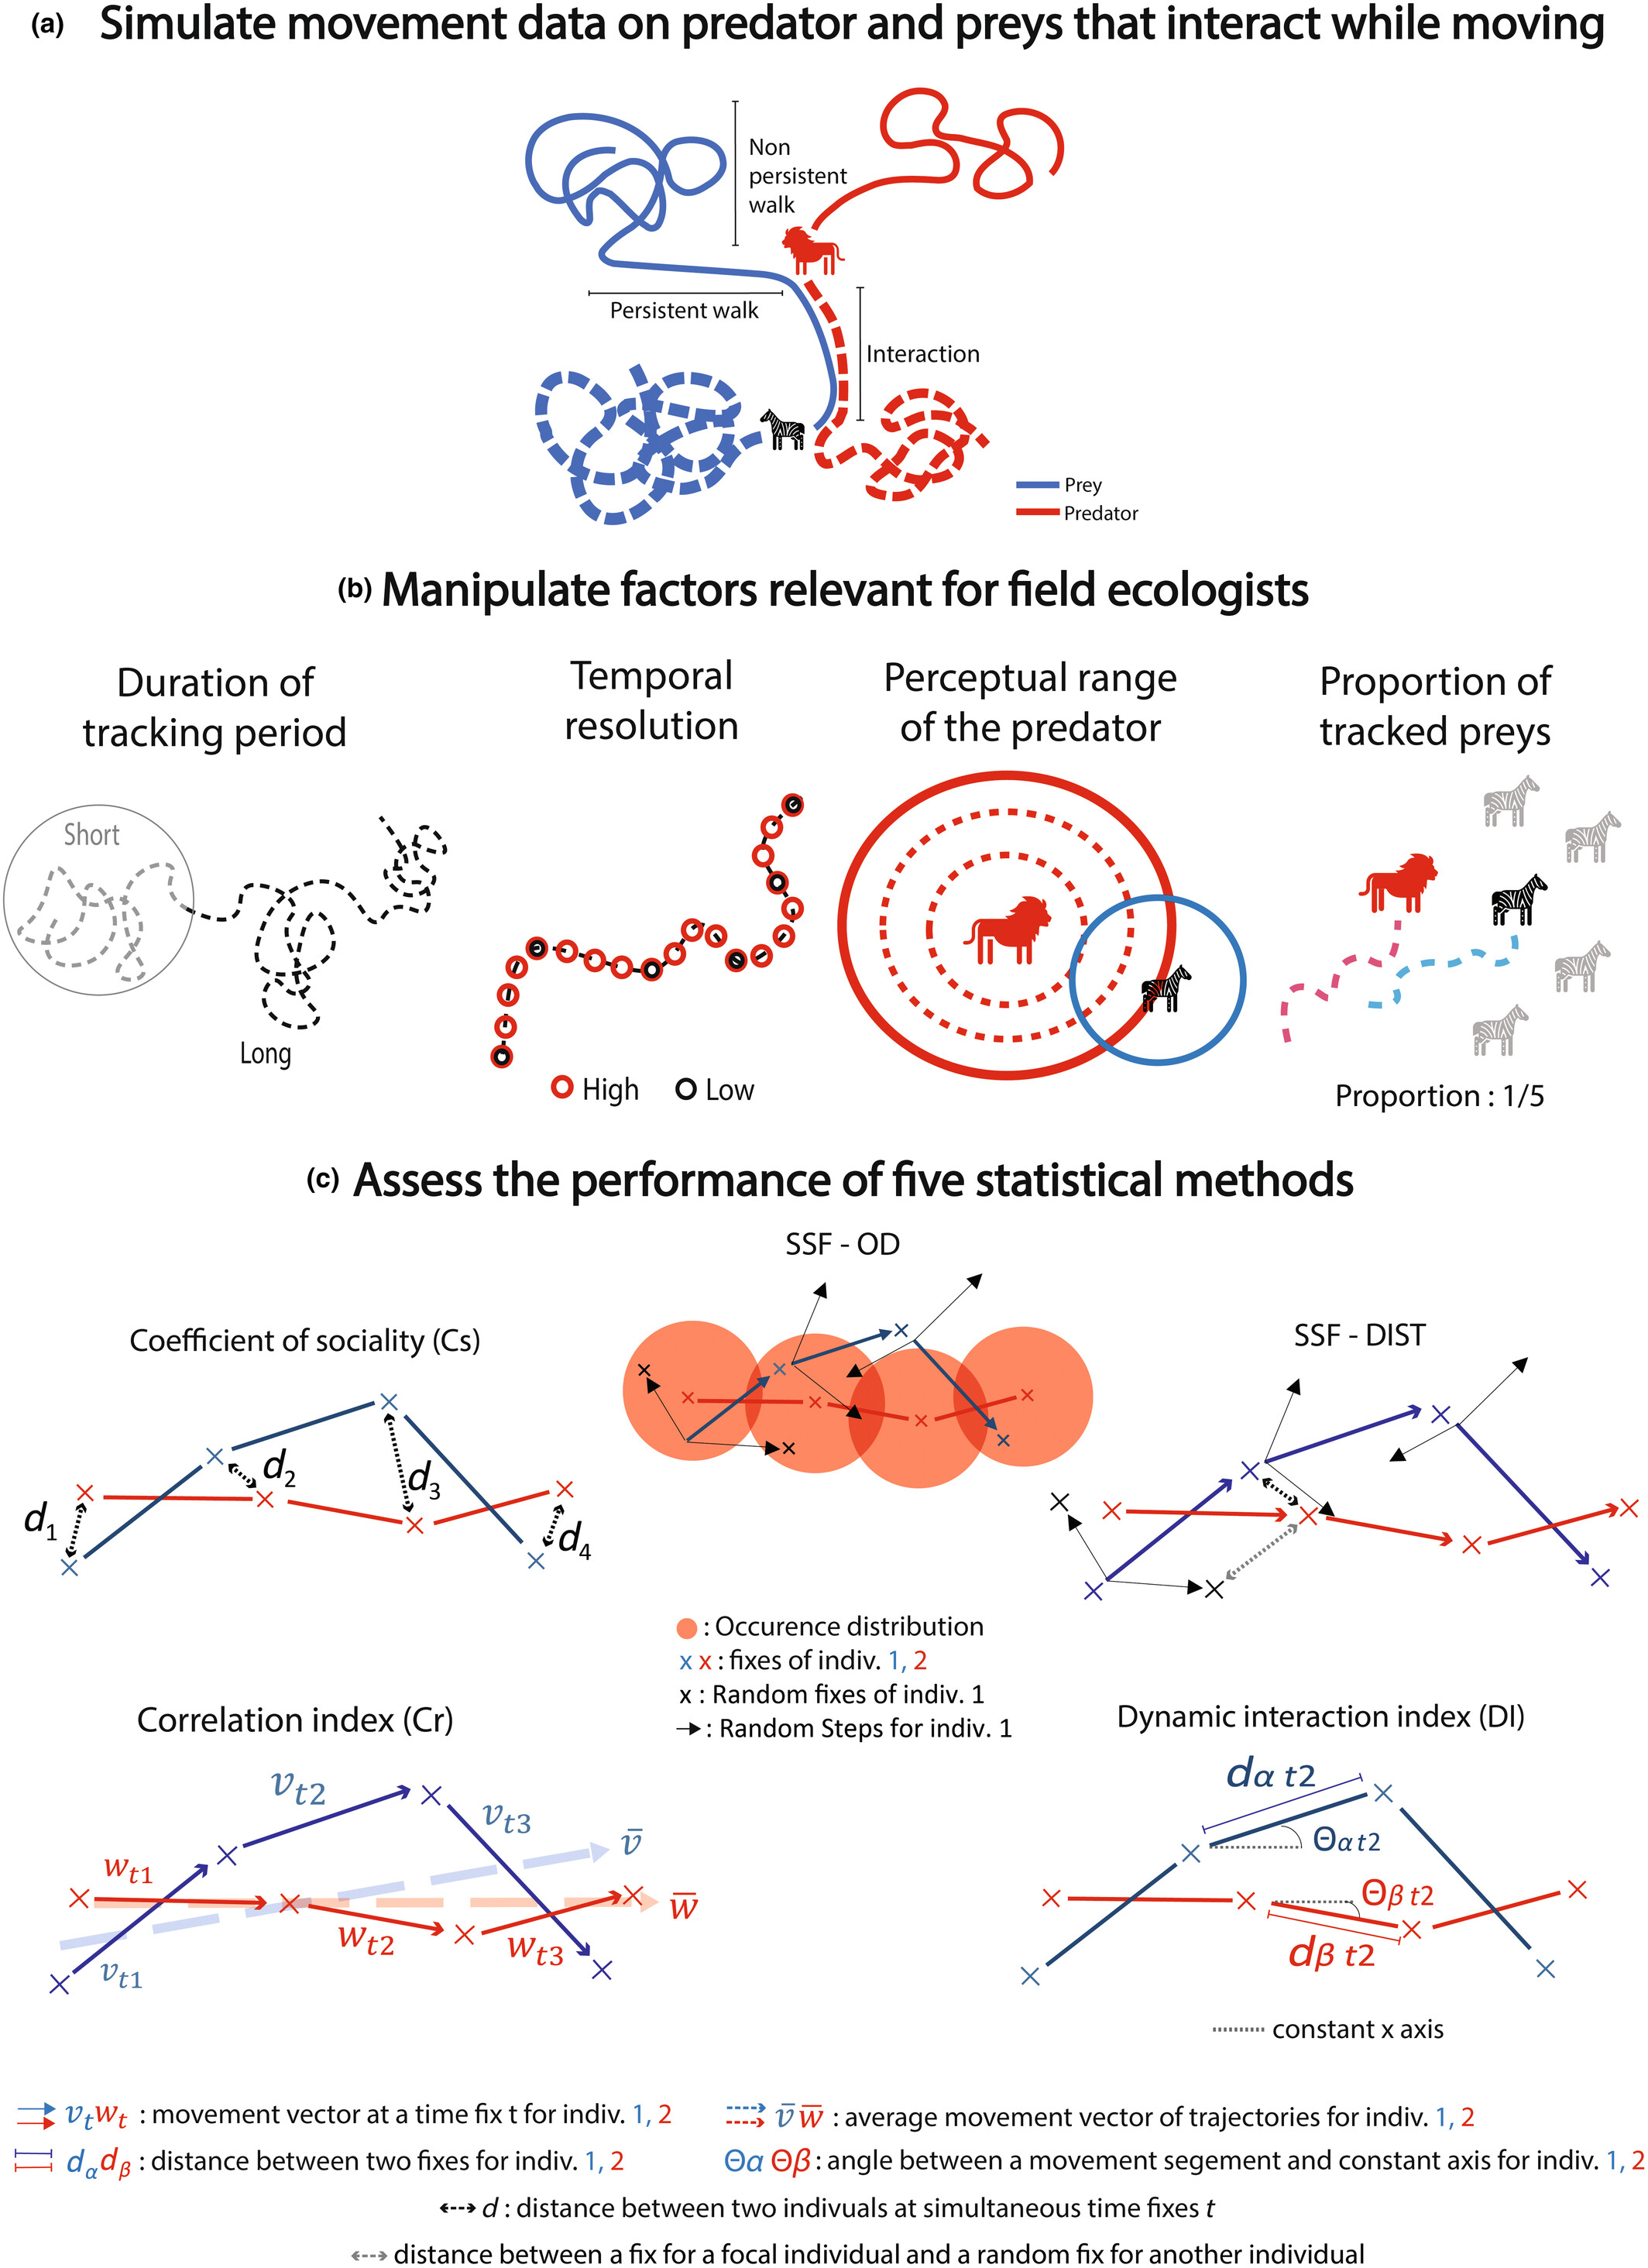 (a) Simulate movement data on predator and preys that interact while moving
Non
persistent
walk
Persistent walk
Interaction
Prey
Predator
(b) Manipulate factors relevant for field ecologists
Duration of
tracking period
Temporal
resolution
Perceptual range
of the predator
Proportion of
tracked preys
Short
Long
High
Low
Proportion : 1/5
(c) Assess the performance of five statistical methods
SSF - OD
Coefficient of sociality (Cs)
SSF - DIST
d1
d2
d3
d4
: Occurence distribution
x x : fixes of indiv. 1, 2
x : Random fixes of indiv. 1
: Random Steps for indiv. 1
Correlation index (Cr)
Dynamic interaction index (DI)
vt2
vt3
v̄
wt1
w̄
wt2
wt3
vt1
dα t2
Θα t2
Θβ t2
dβ t2
constant x axis
vt wt : movement vector at a time fix t for indiv. 1, 2
v̄ w̄ : average movement vector of trajectories for indiv. 1, 2
dα dβ : distance between two fixes for indiv. 1, 2
Θα Θβ : angle between a movement segement and constant axis for indiv. 1, 2
d : distance between two indivuals at simultaneous time fixes t
distance between a fix for a focal individual and a random fix for another individual